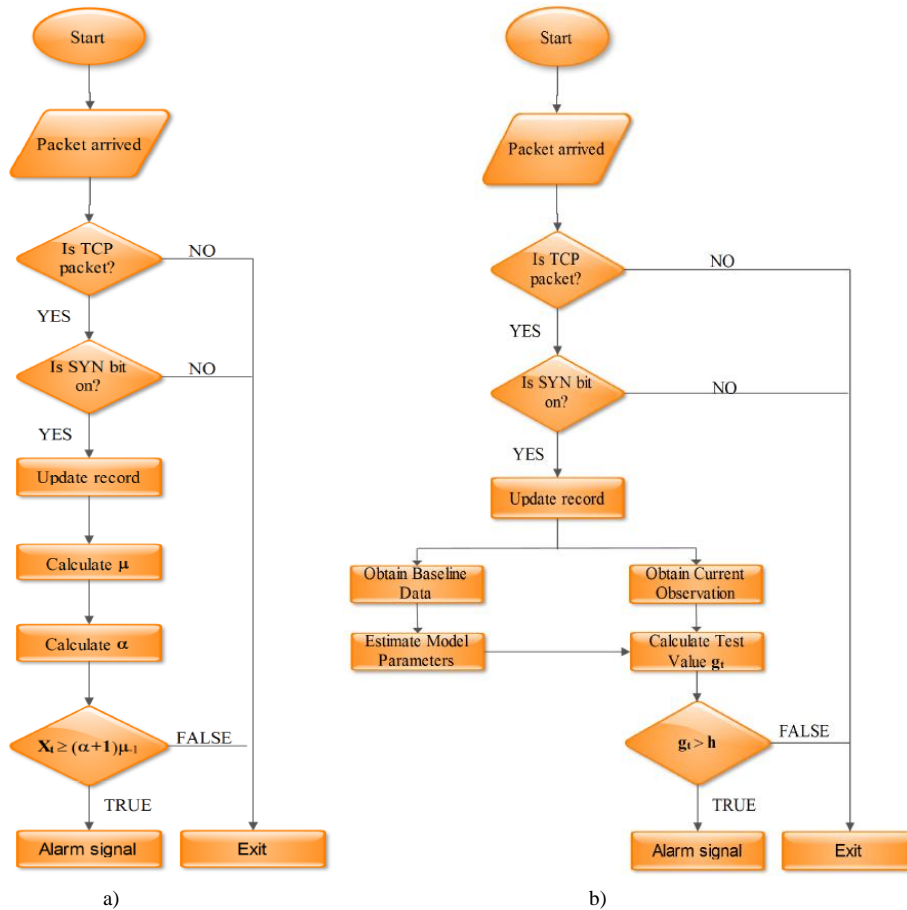 Start
Packet arrived
Is TCP
packet?
NO
YES
Is SYN bit
on?
NO
YES
Update record
Calculate μ
Calculate α
Xt ≥ (α+1)μ-1
FALSE
TRUE
Alarm signal
Exit
a)
Start
Packet arrived
Is TCP
packet?
NO
YES
Is SYN bit
on?
NO
YES
Update record
Obtain Baseline
Data
Obtain Current
Observation
Estimate Model
Parameters
Calculate Test
Value gt
gt > h
FALSE
TRUE
Alarm signal
Exit
b)